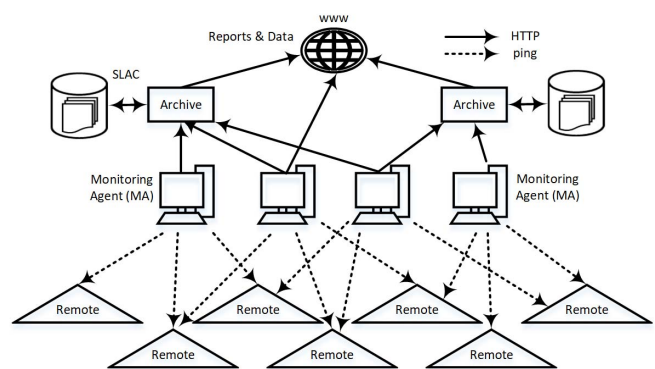 www
Reports & Data
HTTP
ping
SLAC
Archive
Archive
Monitoring
Agent (MA)
Monitoring
Agent (MA)
Remote
Remote
Remote
Remote
Remote
Remote
Remote